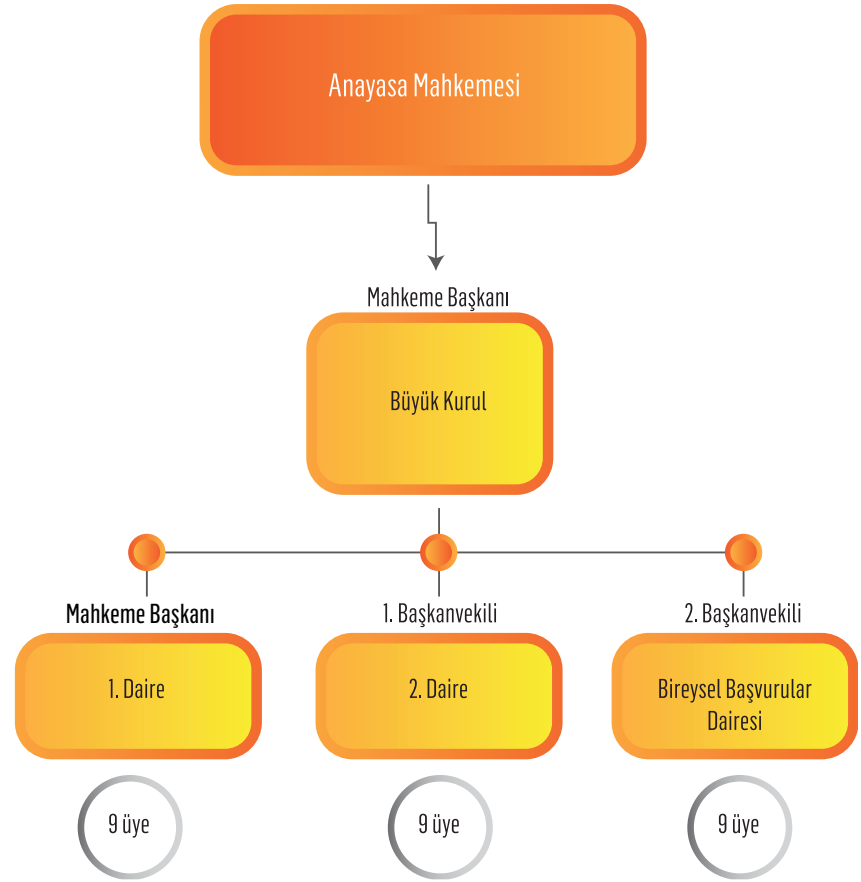 Anayasa Mahkemesi
Mahkeme Başkanı
Büyük Kurul
Mahkeme Başkanı
1. Daire
9 üye
1. Başkanvekili
2. Daire
9 üye
2. Başkanvekili
Bireysel Başvurular
Dairesi
9 üye